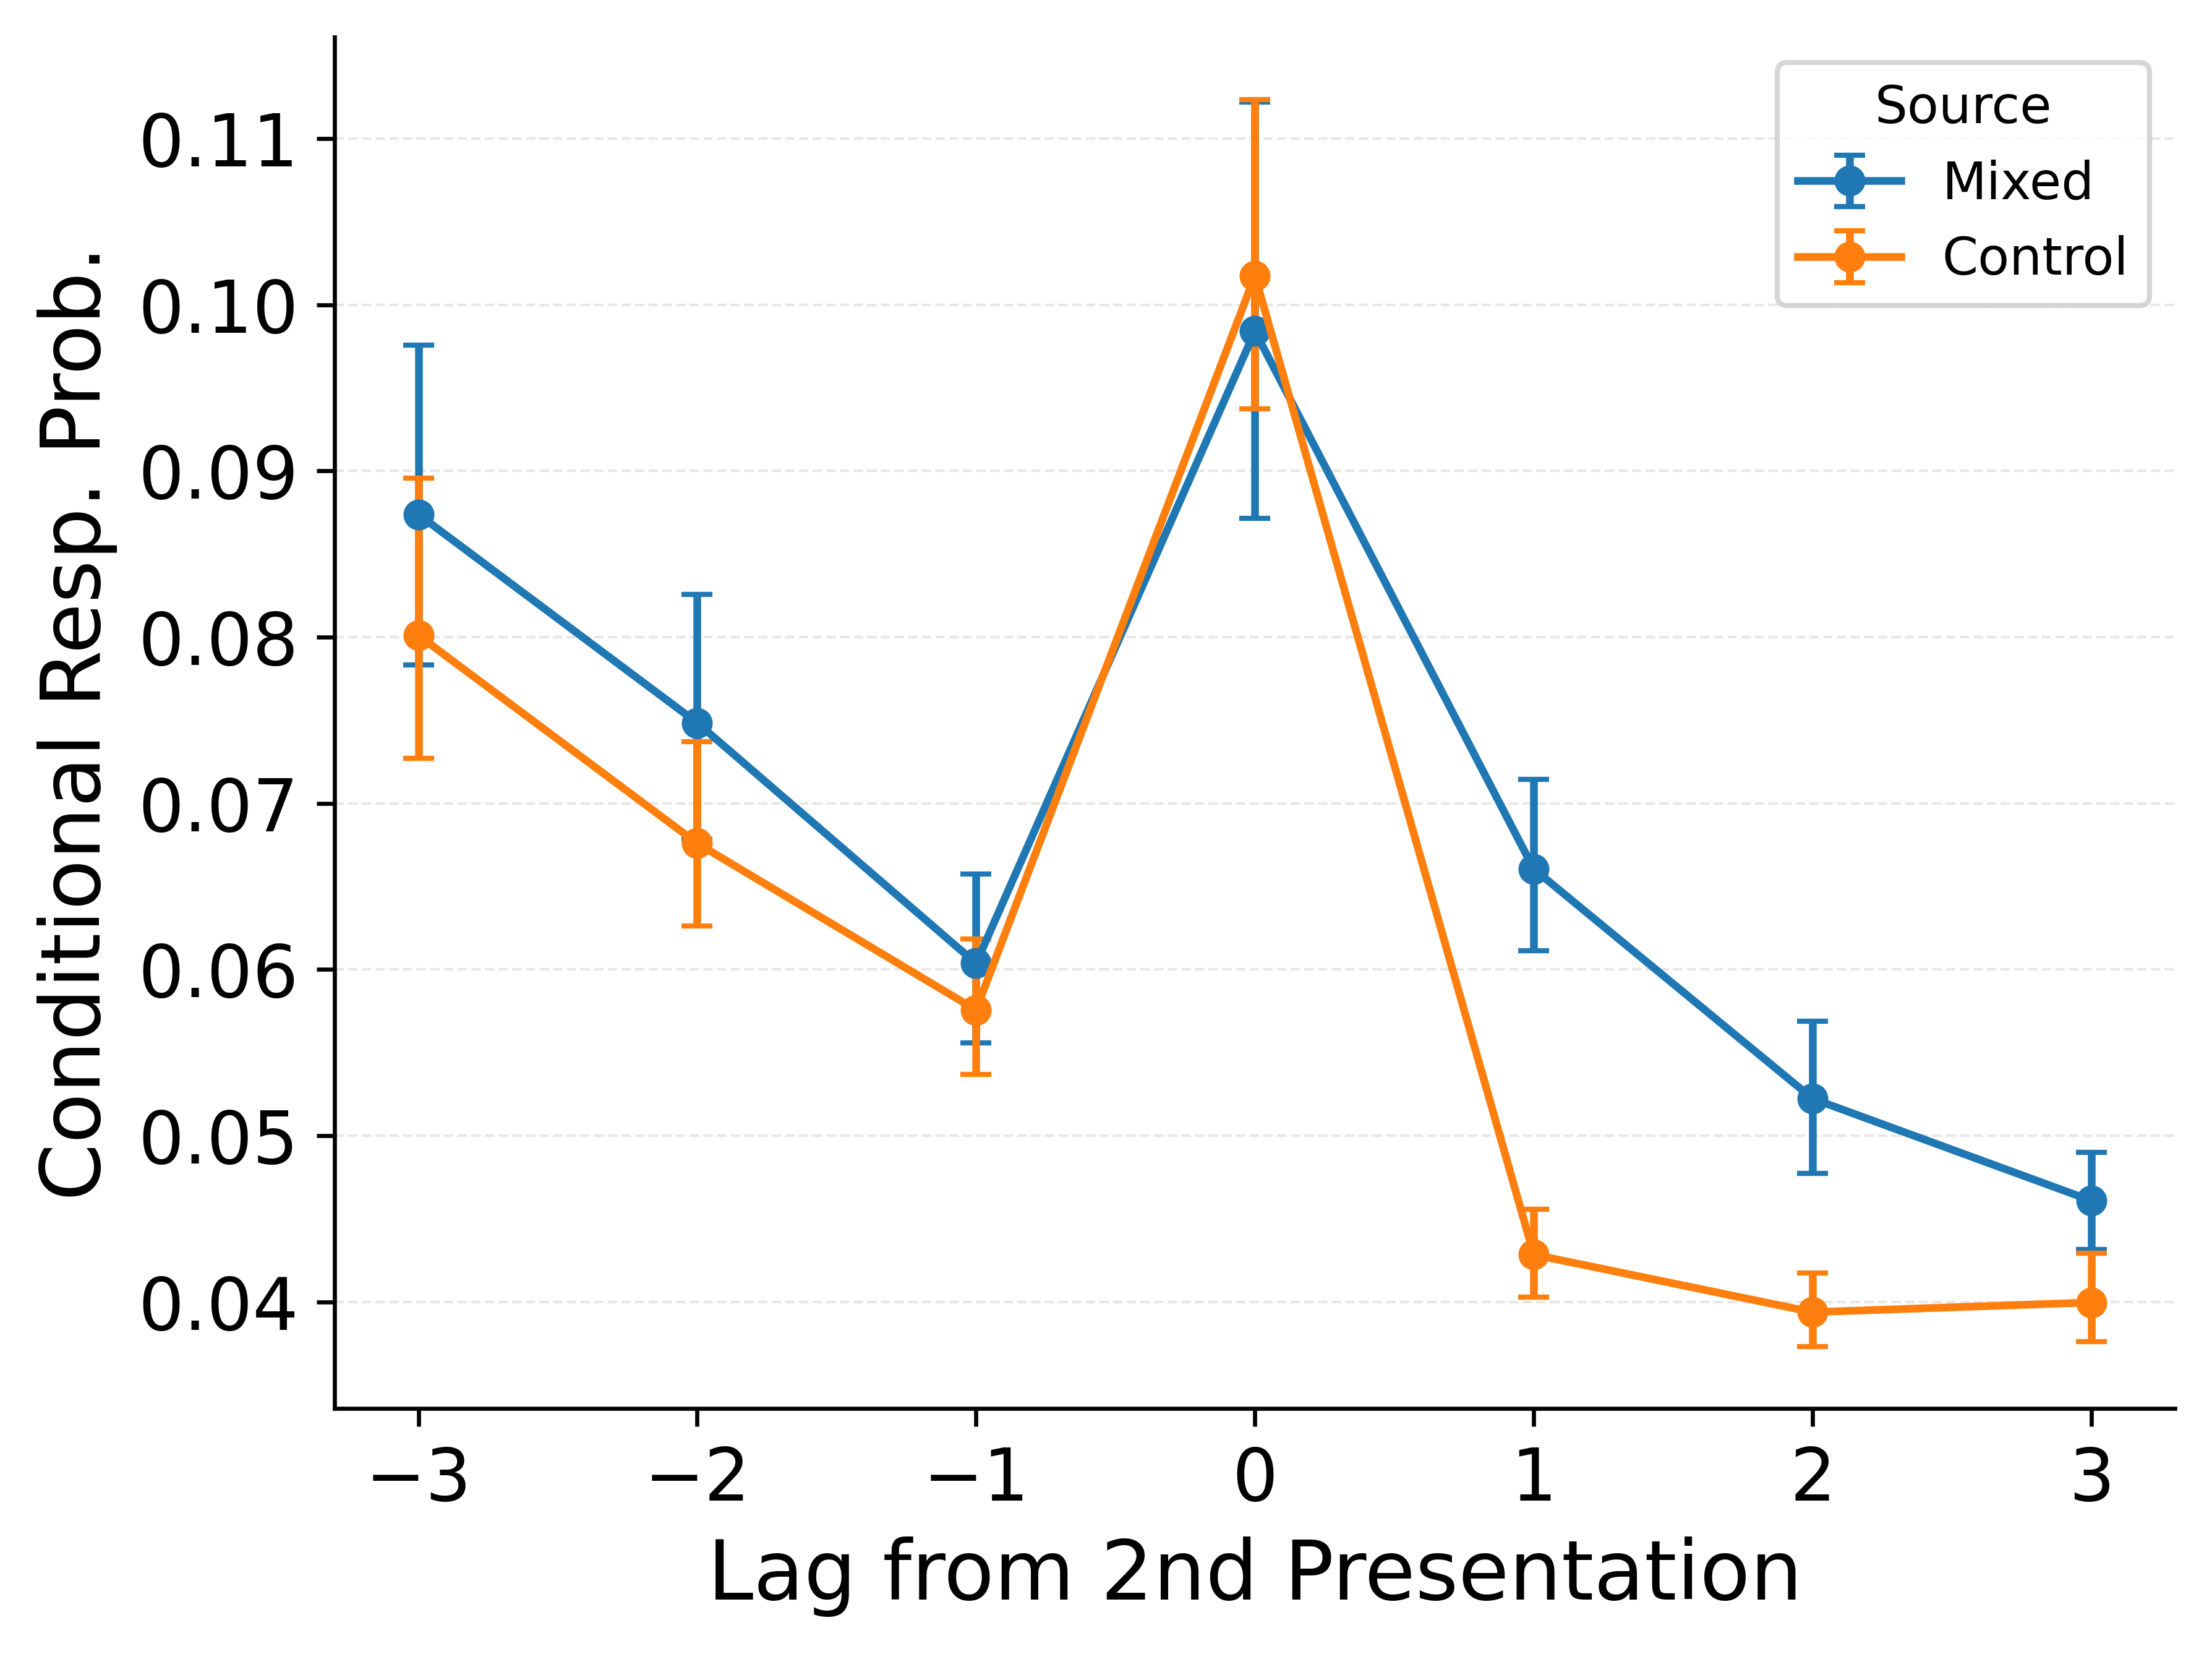 Source
Mixed
Control
Conditional Resp. Prob.
0.11
0.10
0.09
0.08
0.07
0.06
0.05
0.04
−3 −2 −1 0 1 2 3
Lag from 2nd Presentation